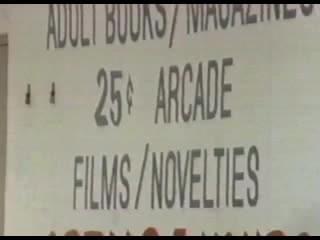 ADULT BOOKS/MAGAZINES
25¢ ARCADE
FILMS/NOVELTIES